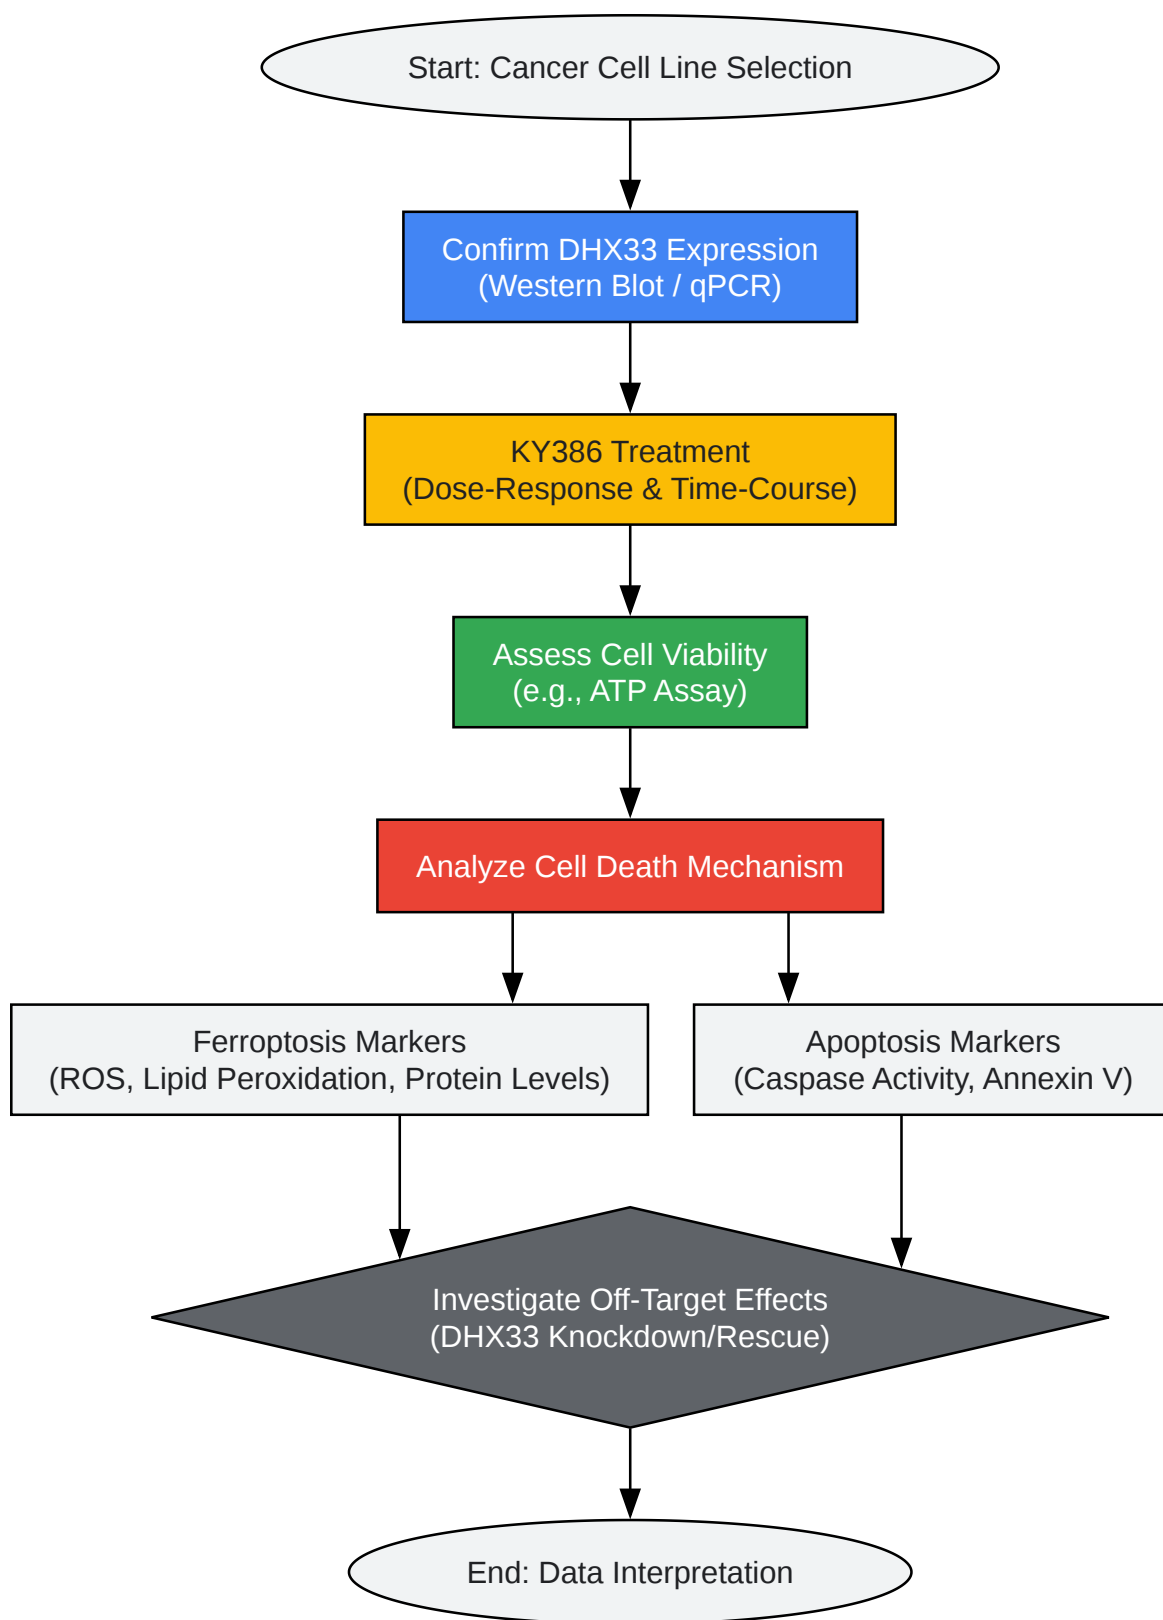 Start: Cancer Cell Line Selection
Confirm DHX33 Expression
(Western Blot / qPCR)
KY386 Treatment
(Dose-Response & Time-Course)
Assess Cell Viability
(e.g., ATP Assay)
Analyze Cell Death Mechanism
Ferroptosis Markers
(ROS, Lipid Peroxidation, Protein Levels)
Apoptosis Markers
(Caspase Activity, Annexin V)
Investigate Off-Target Effects
(DHX33 Knockdown/Rescue)
End: Data Interpretation